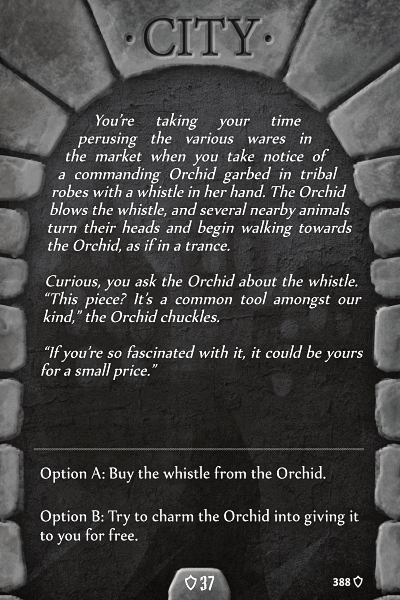 · CITY ·
You're taking your time
perusing the various wares in
the market when you take notice of
a commanding Orchid garbed in tribal
robes with a whistle in her hand. The Orchid
blows the whistle, and several nearby animals
turn their heads and begin walking towards
the Orchid, as if in a trance.
Curious, you ask the Orchid about the whistle.
“This piece? It's a common tool amongst our
kind,” the Orchid chuckles.
“If you're so fascinated with it, it could be yours
for a small price.”
Option A: Buy the whistle from the Orchid.
Option B: Try to charm the Orchid into giving it
to you for free.
37
388